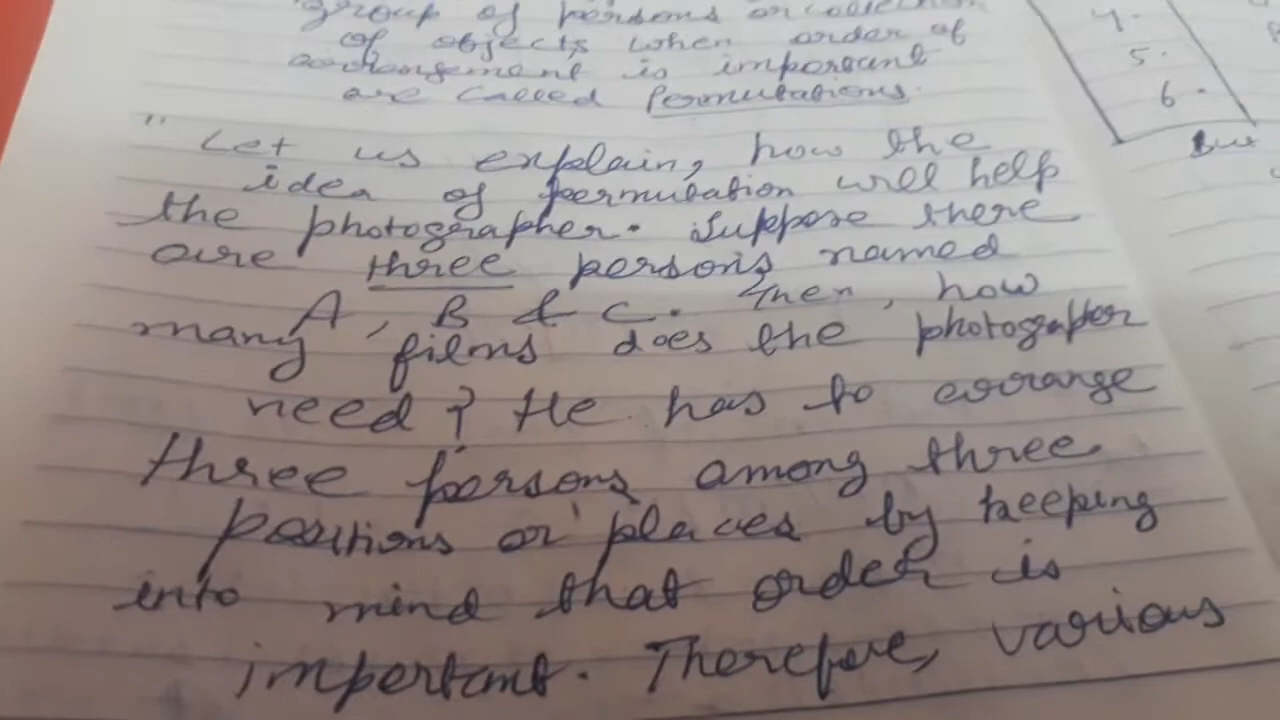 group of persons or collection
of objects when order of
arrangement is important
are called Permutations.
" Let us explain, how the
idea of permutation will help
the photographer. Suppose there
are three persons named
A, B & C. Then, how
many films does the photograper
need? He has to arrange
three persons among three
positions or places by keeping
into mind that order is
important. Therefore, various
4.
5.
6.
But